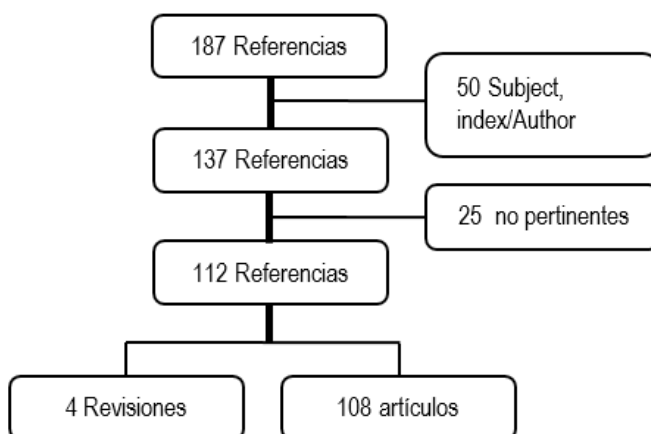 187 Referencias
50 Subject,
index/Author
137 Referencias
25 no pertinentes
112 Referencias
4 Revisiones
108 artículos